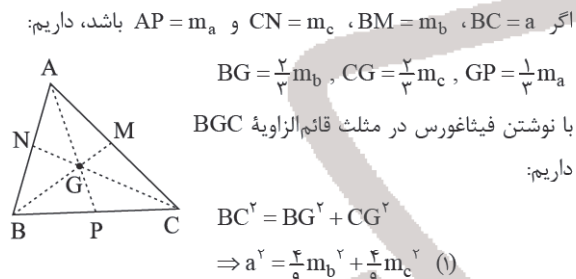 اگر BC = a ، BM = m_b ، CN = m_c و AP = m_a باشد، داریم:
BG = ۲/۳ m_b , CG = ۲/۳ m_c , GP = ۱/۳ m_a
با نوشتن فیثاغورس در مثلث قائم‌الزاویهٔ BGC
داریم:
BC^۲ = BG^۲ + CG^۲
⇒ a^۲ = ۴/۹ m_b^۲ + ۴/۹ m_c^۲ (۱)
A
N M
G
B P C